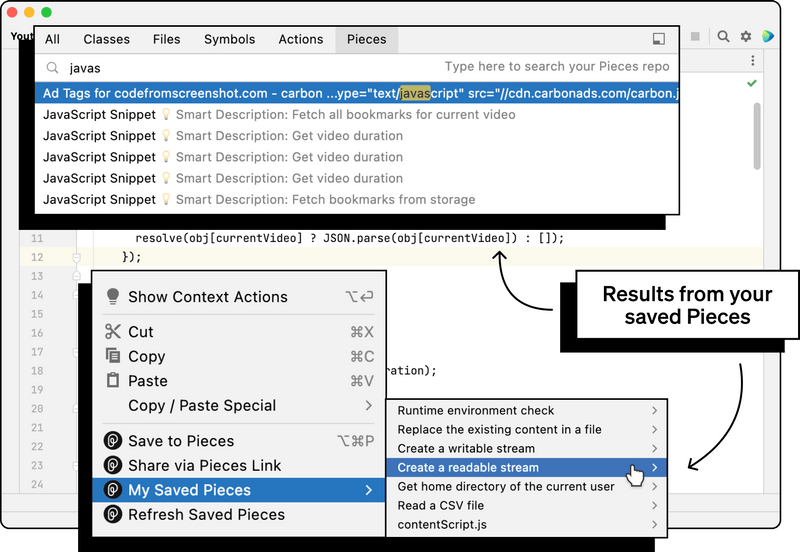 Yout
All Classes Files Symbols Actions Pieces
javas Type here to search your Pieces repo
Ad Tags for codefromscreenshot.com - carbon ...ype="text/javascript" src="//cdn.carbonads.com/carbon.j
JavaScript Snippet Smart Description: Fetch all bookmarks for current video
JavaScript Snippet Smart Description: Get video duration
JavaScript Snippet Smart Description: Get video duration
JavaScript Snippet Smart Description: Get video duration
JavaScript Snippet Smart Description: Fetch bookmarks from storage
11 resolve(obj[currentVideo] ? JSON.parse(obj[currentVideo]) : []);
12 });
13
14
15
16
17
18 ration);
19
20
21
22
23
24
Results from your
saved Pieces
Show Context Actions ⌥⏎
Cut ⌘X
Copy ⌘C
Paste ⌘V
Copy / Paste Special
Save to Pieces ⌥⌘P
Share via Pieces Link
My Saved Pieces
Refresh Saved Pieces
Runtime environment check
Replace the existing content in a file
Create a writable stream
Create a readable stream
Get home directory of the current user
Read a CSV file
contentScript.js